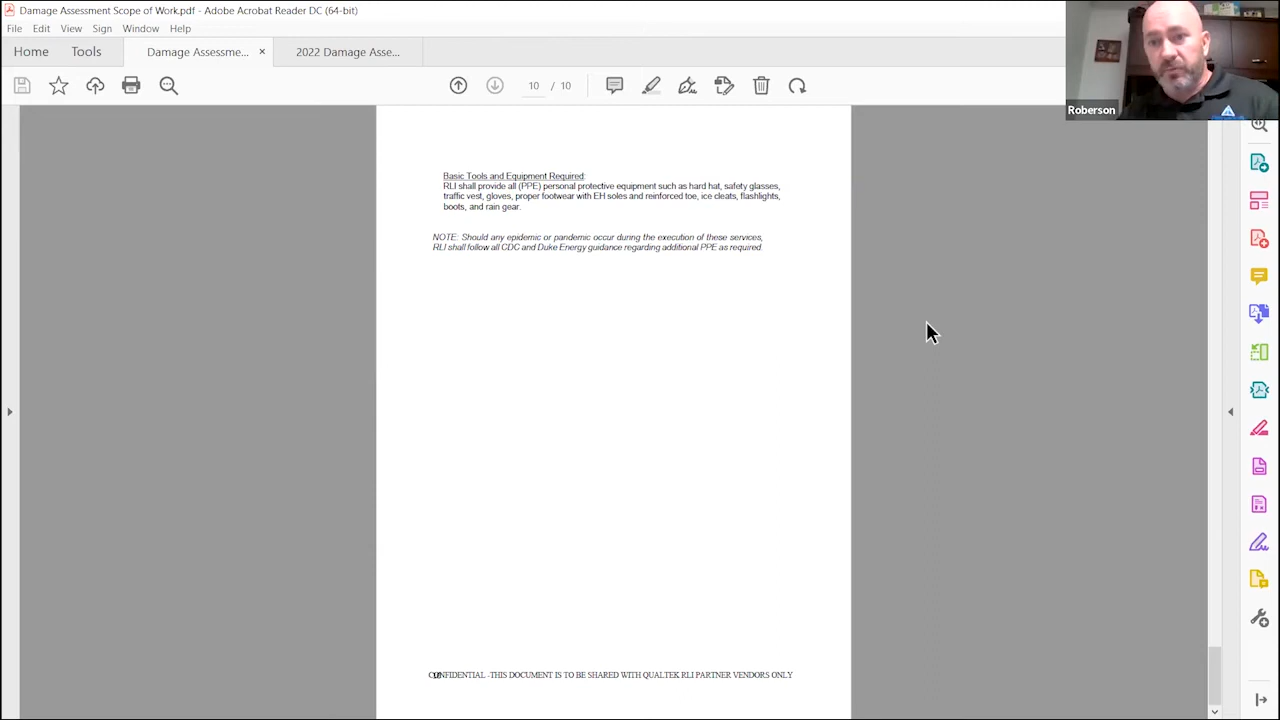 Damage Assessment Scope of Work.pdf - Adobe Acrobat Reader DC (64-bit)
File Edit View Sign Window Help
Home Tools Damage Assessme... × 2022 Damage Asse...
10 / 10
Roberson
Basic Tools and Equipment Required:
RLI shall provide all (PPE) personal protective equipment such as hard hat, safety glasses,
traffic vest, gloves, proper footwear with EH soles and reinforced toe, ice cleats, flashlights,
boots, and rain gear.
NOTE: Should any epidemic or pandemic occur during the execution of these services,
RLI shall follow all CDC and Duke Energy guidance regarding additional PPE as required.
CONFIDENTIAL -THIS DOCUMENT IS TO BE SHARED WITH QUALTEK RLI PARTNER VENDORS ONLY